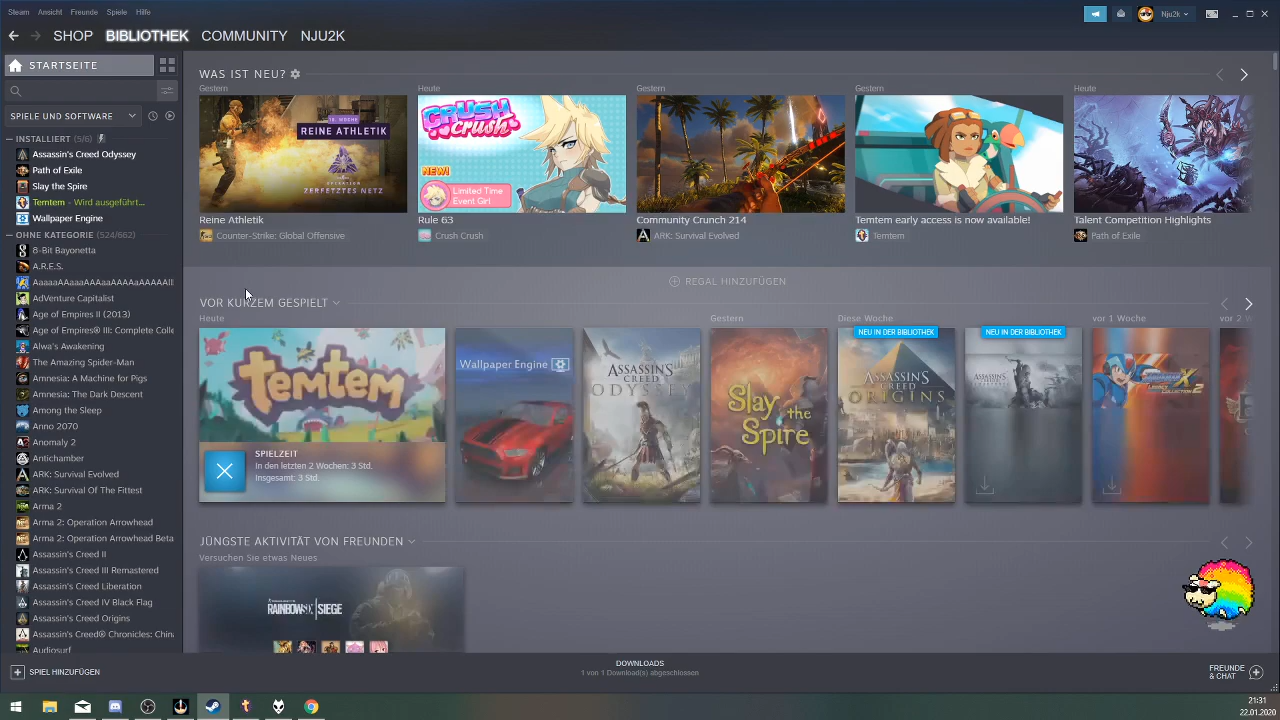 Steam Ansicht Freunde Spiele Hilfe
Nju2k
SHOP BIBLIOTHEK COMMUNITY NJU2K
STARTSEITE
SPIELE UND SOFTWARE
INSTALLIERT (5/6)
Assassin's Creed Odyssey
Path of Exile
Slay the Spire
Temtem - Wird ausgeführt...
Wallpaper Engine
OHNE KATEGORIE (524/662)
8-Bit Bayonetta
A.R.E.S.
AdVenture Capitalist
Age of Empires II (2013)
Age of Empires® III: Complete Colle
Alwa's Awakening
The Amazing Spider-Man
Amnesia: A Machine for Pigs
Amnesia: The Dark Descent
Among the Sleep
Anno 2070
Anomaly 2
Antichamber
ARK: Survival Evolved
ARK: Survival Of The Fittest
Arma 2
Arma 2: Operation Arrowhead
Arma 2: Operation Arrowhead Beta
Assassin's Creed II
Assassin's Creed III Remastered
Assassin's Creed Liberation
Assassin's Creed IV Black Flag
Assassin's Creed Origins
Assassin's Creed® Chronicles: China
Audiosurf
SPIEL HINZUFÜGEN
WAS IST NEU?
Gestern
10. WOCHE
REINE ATHLETIK
OPERATION
ZERFETZTES NETZ
Reine Athletik
Counter-Strike: Global Offensive
Heute
CRUSH
Crush
NEW!
Limited Time
Event Girl
Rule 63
Crush Crush
Gestern
Community Crunch 214
ARK: Survival Evolved
Gestern
Temtem early access is now available!
Temtem
Heute
Talent Competition Highlights
Path of Exile
REGAL HINZUFÜGEN
VOR KURZEM GESPIELT
Heute
temtem
SPIELZEIT
In den letzten 2 Wochen: 3 Std.
Insgesamt: 3 Std.
Wallpaper Engine
ASSASSIN'S
CREED
ODYSSEY
Gestern
Slay the
Spire
Diese Woche
NEU IN DER BIBLIOTHEK
ASSASSIN'S
CREED
ORIGINS
NEU IN DER BIBLIOTHEK
vor 1 Woche
LEGACY
COLLECTION 2
vor 2 W
JÜNGSTE AKTIVITÄT VON FREUNDEN
Versuchen Sie etwas Neues
RAINBOW SIX | SIEGE
DOWNLOADS
1 von 1 Download(s) abgeschlossen
FREUNDE
& CHAT
21:31
22.01.2020